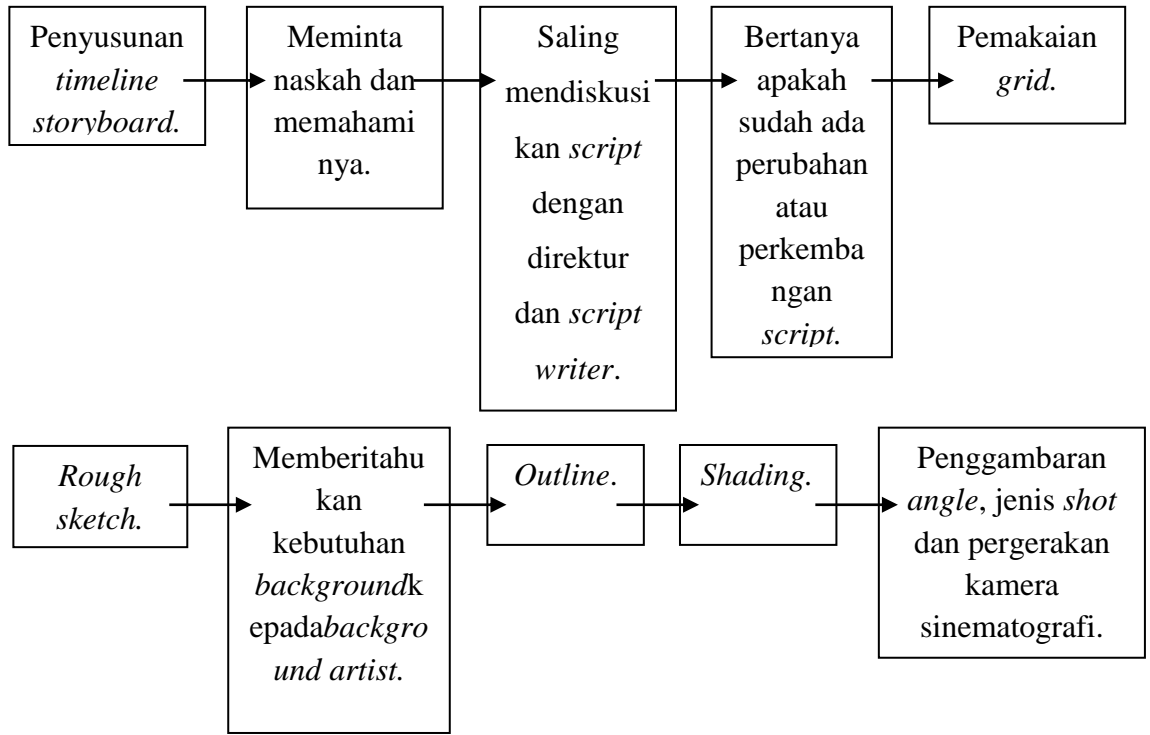 Penyusunan
timeline
storyboard.
Meminta
naskah dan
memahami
nya.
Saling
mendiskusi
kan script
dengan
direktur
dan script
writer.
Bertanya
apakah
sudah ada
perubahan
atau
perkemba
ngan
script.
Pemakaian
grid.
Rough
sketch.
Memberitahu
kan
kebutuhan
backgroundk
epadabackgro
und artist.
Outline.
Shading.
Penggambaran
angle, jenis shot
dan pergerakan
kamera
sinematografi.